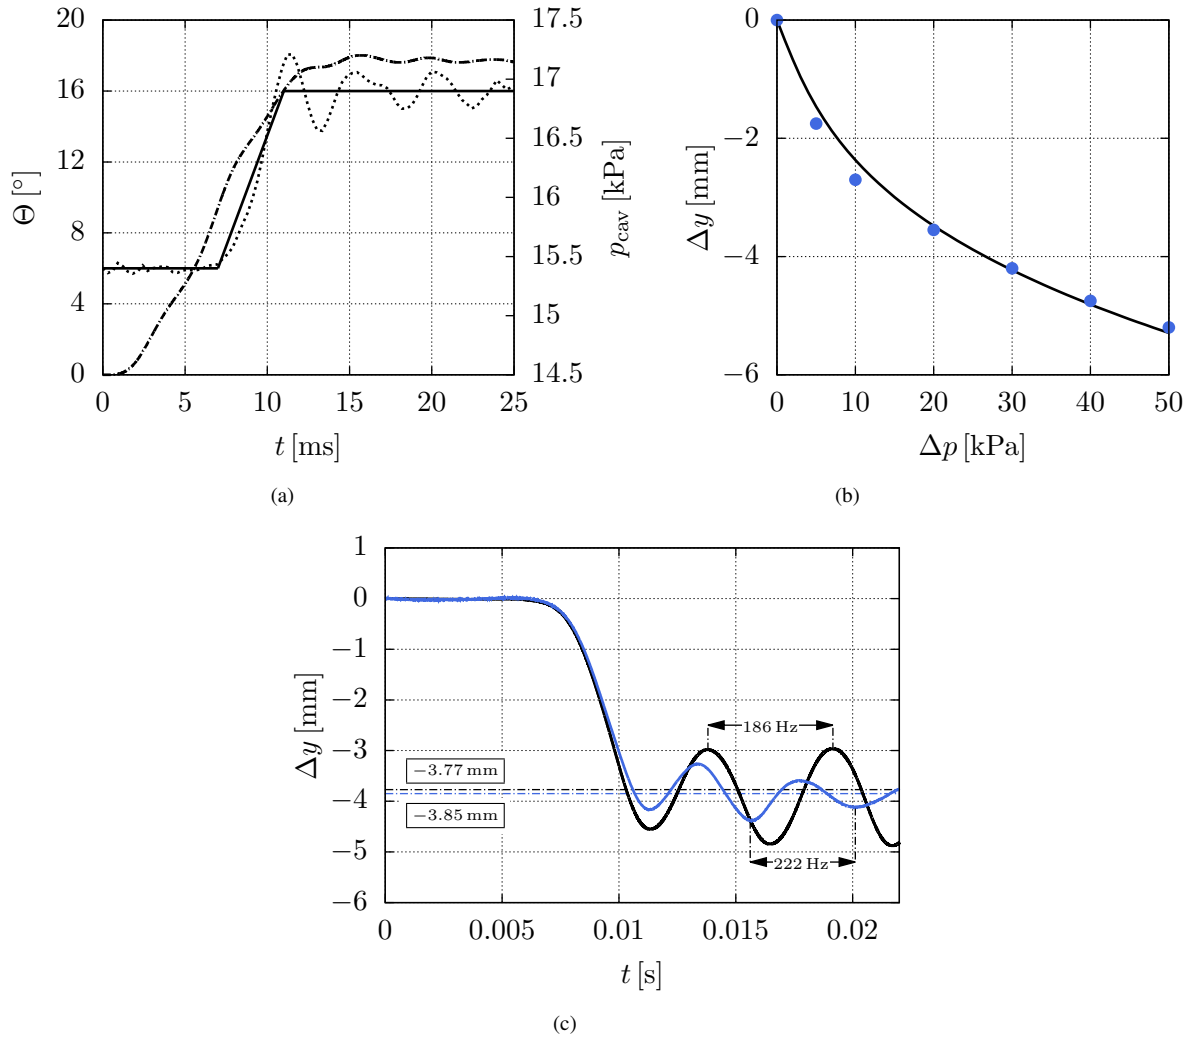 20
16
12
8
4
0
Θ [°]
0 5 10 15 20 25
t [ms]
17.5
17
16.5
16
15.5
15
14.5
p_cav [kPa]
(a)
0
−2
−4
−6
Δy [mm]
0 10 20 30 40 50
Δp [kPa]
(b)
1
0
−1
−2
−3
−4
−5
−6
Δy [mm]
186 Hz
−3.77 mm
−3.85 mm
222 Hz
0 0.005 0.01 0.015 0.02
t [s]
(c)